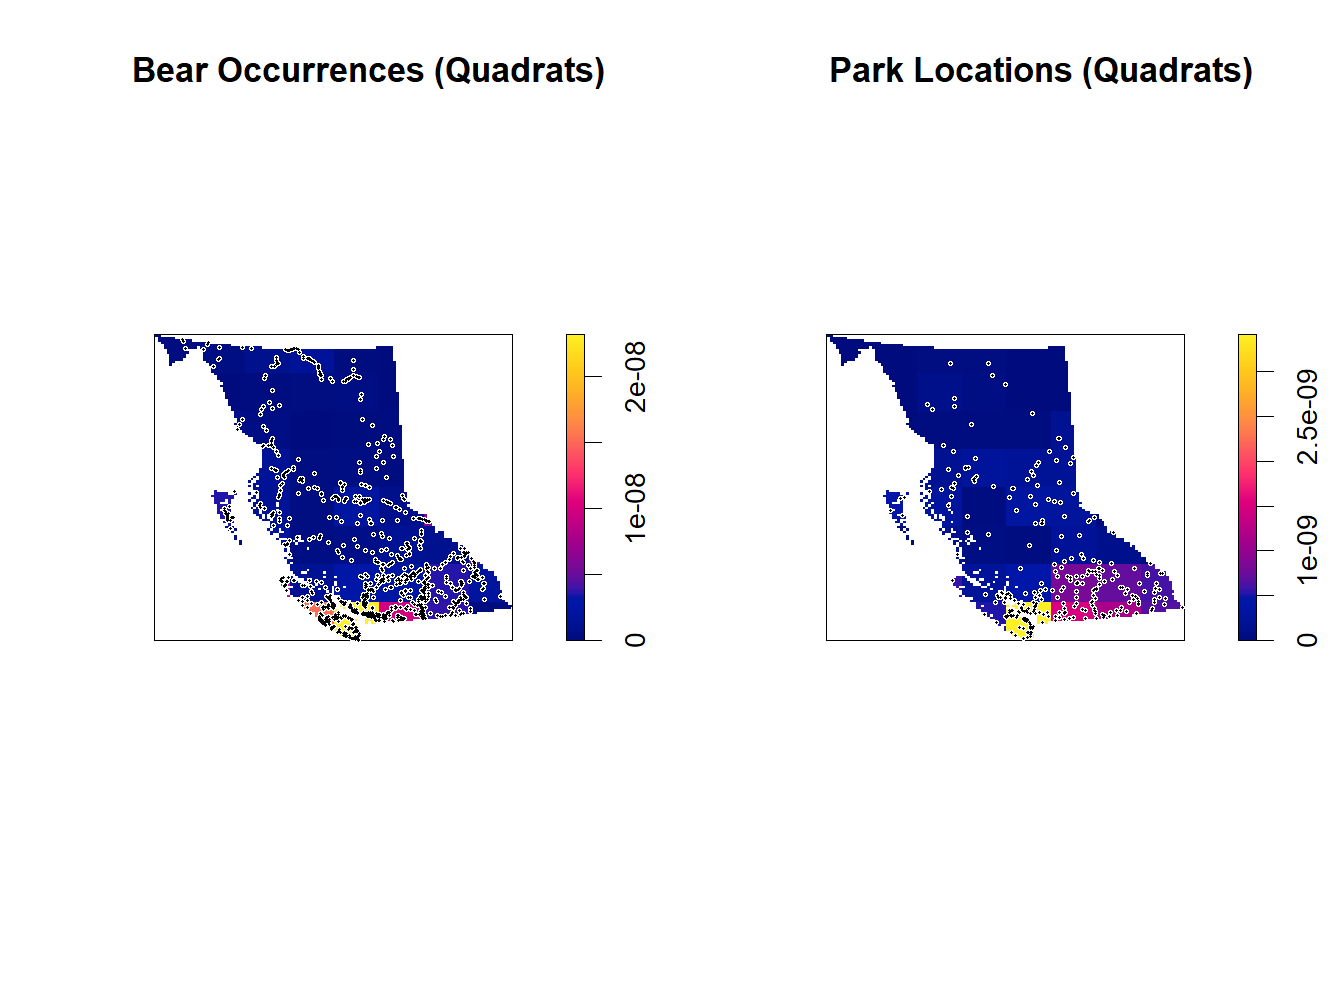 Bear Occurrences (Quadrats)
Park Locations (Quadrats)
2e-08
1e-08
0
2.5e-09
1e-09
0